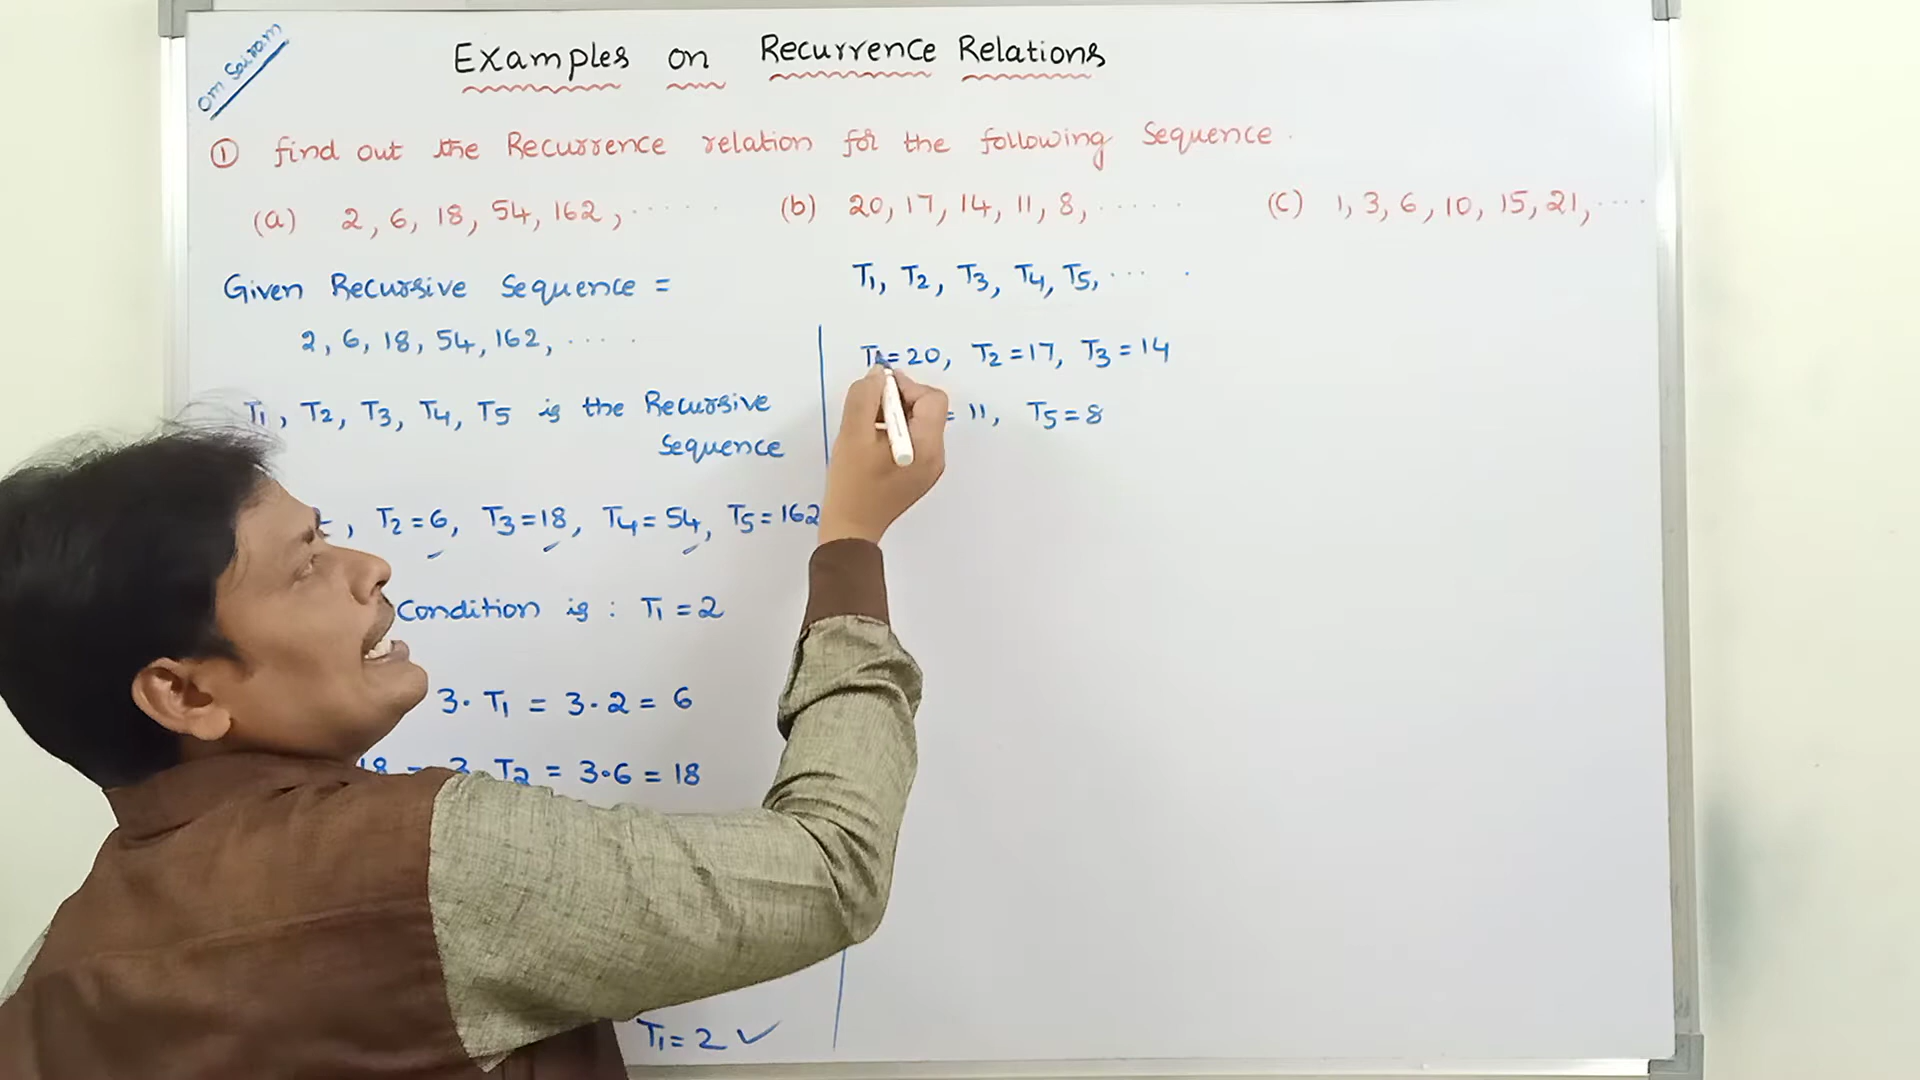 Om Sairam
Examples on Recurrence Relations
① find out the Recurrence relation for the following Sequence.
(a) 2, 6, 18, 54, 162, ......
(b) 20, 17, 14, 11, 8, .....
(c) 1, 3, 6, 10, 15, 21, ....
Given Recursive Sequence =
2, 6, 18, 54, 162, ....
T1, T2, T3, T4, T5 is the Recursive
Sequence
, T2 = 6, T3 = 18, T4 = 54, T5 = 162
Condition is : T1 = 2
3. T1 = 3.2 = 6
18 = 3. T2 = 3.6 = 18
T1 = 2 ✓
T1, T2, T3, T4, T5, ....
T1 = 20, T2 = 17, T3 = 14
= 11, T5 = 8